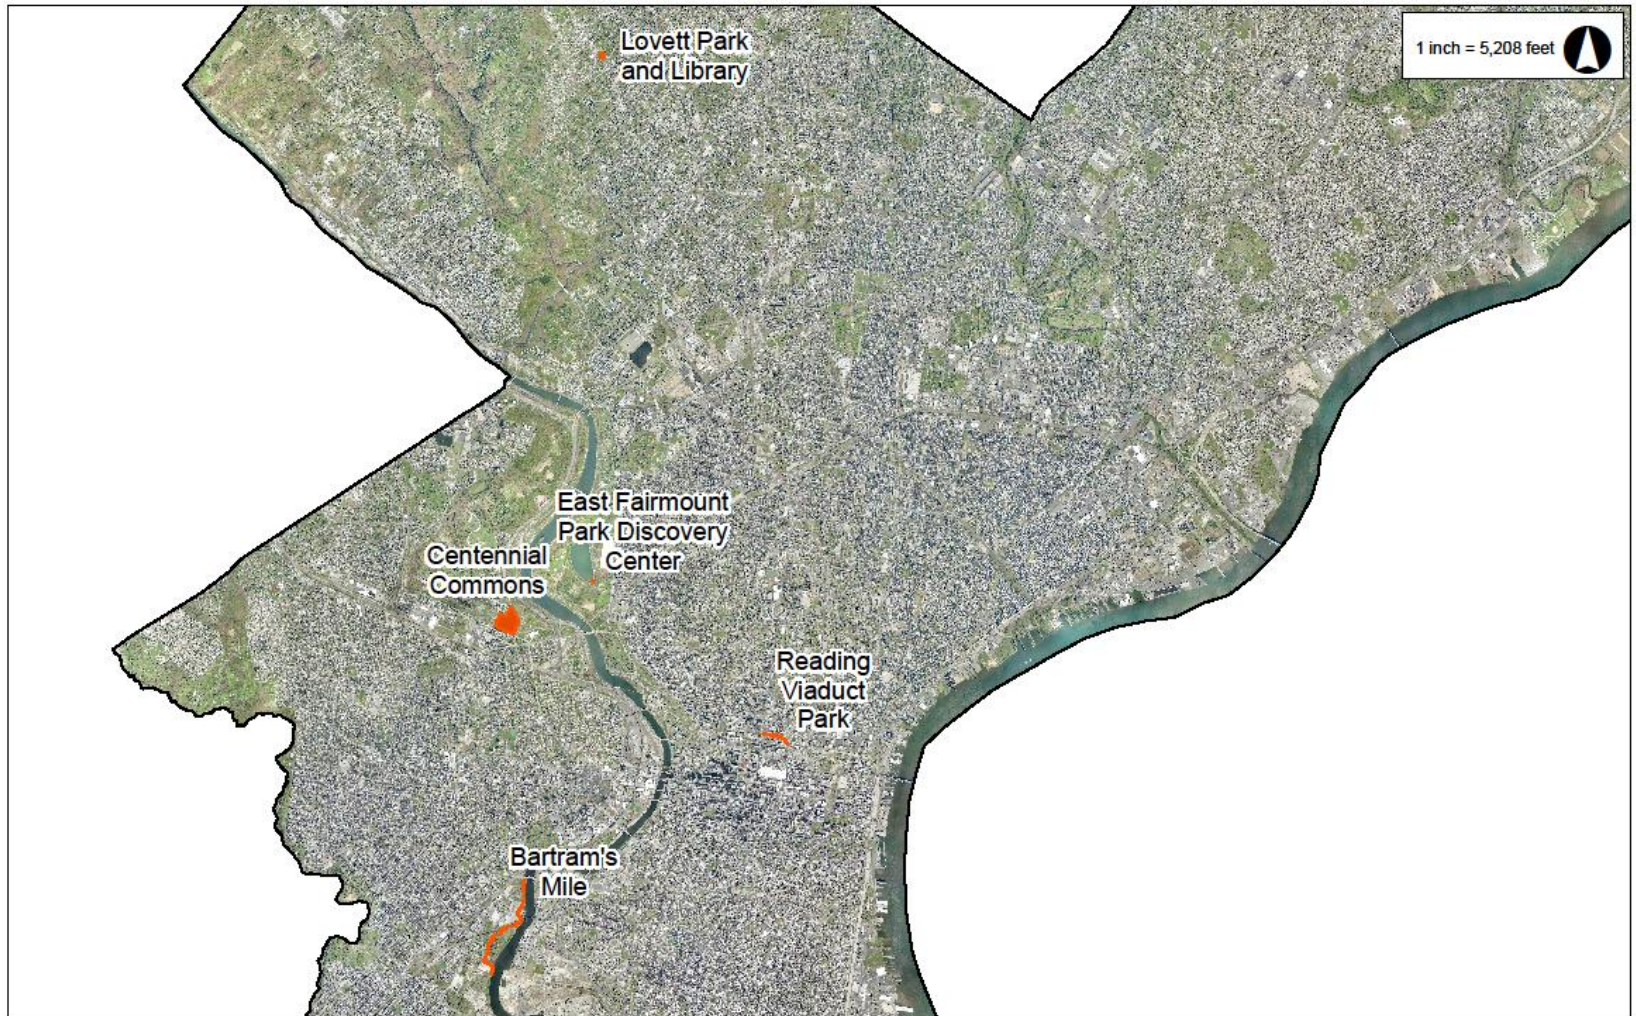 Lovett Park
and Library
1 inch = 5,208 feet
East Fairmount
Park Discovery
Center
Centennial
Commons
Reading
Viaduct
Park
Bartram's
Mile